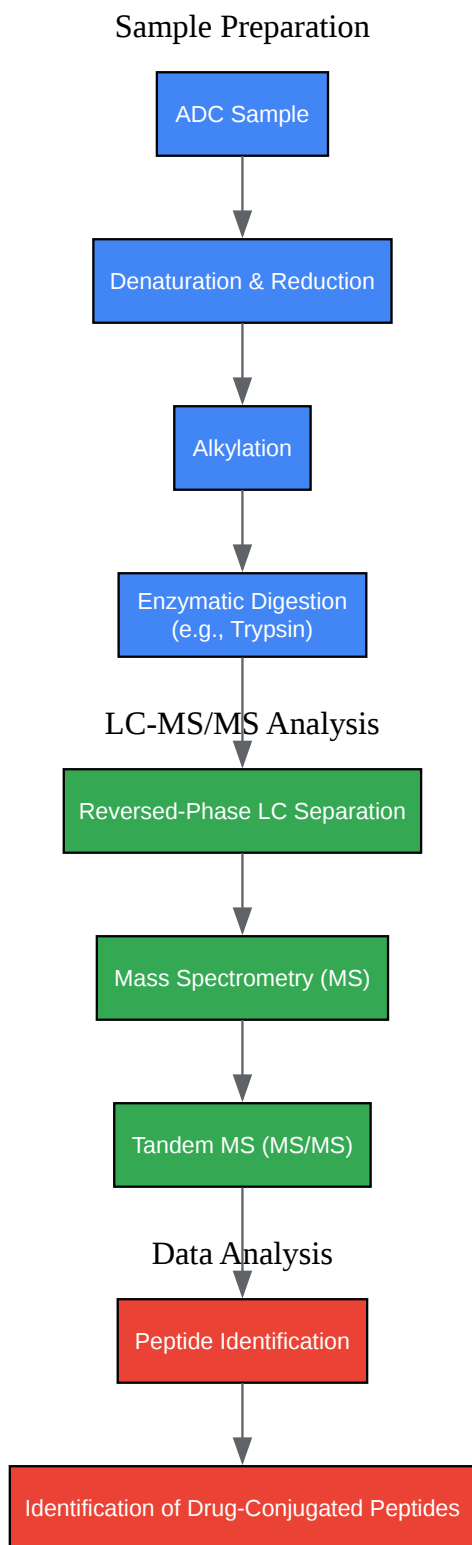 Sample Preparation
ADC Sample
Denaturation & Reduction
Alkylation
Enzymatic Digestion
(e.g., Trypsin)
LC-MS/MS Analysis
Reversed-Phase LC Separation
Mass Spectrometry (MS)
Tandem MS (MS/MS)
Data Analysis
Peptide Identification
Identification of Drug-Conjugated Peptides